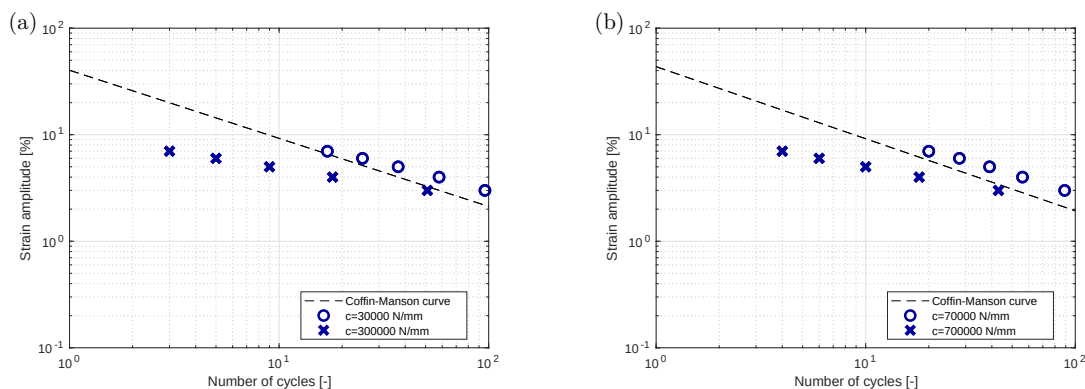 (a)
10^2
10^1
10^0
10^-1
Strain amplitude [%]
Coffin-Manson curve
c=30000 N/mm
c=300000 N/mm
10^0
10^1
10^2
Number of cycles [-]
(b)
10^2
10^1
10^0
10^-1
Strain amplitude [%]
Coffin-Manson curve
c=70000 N/mm
c=700000 N/mm
10^0
10^1
10^2
Number of cycles [-]